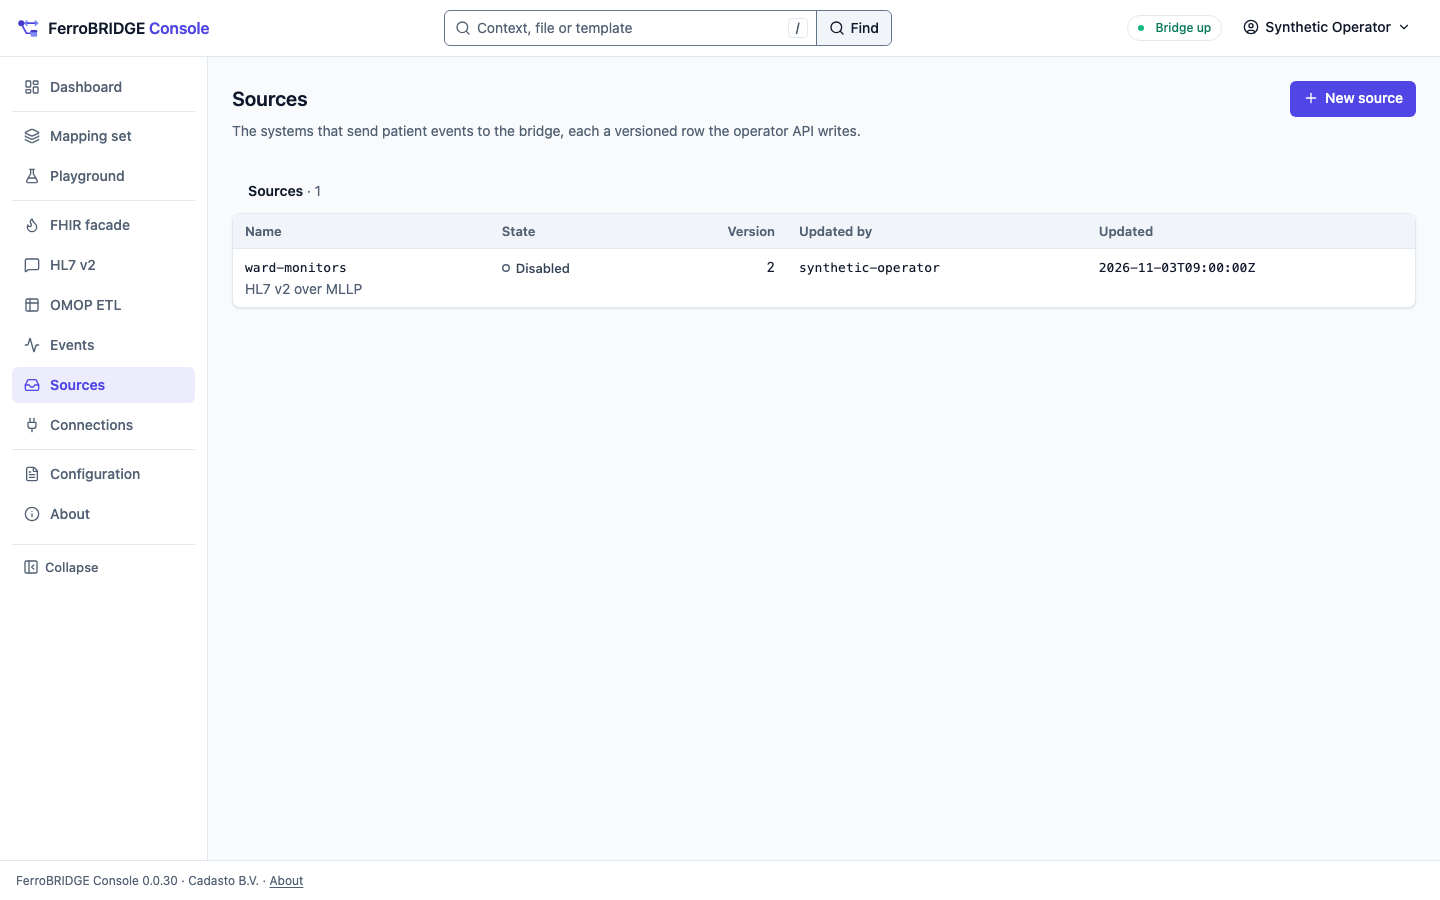 FerroBRIDGE Console
Context, file or template
/
Find
Bridge up
Synthetic Operator
Dashboard
Mapping set
Playground
FHIR facade
HL7 v2
OMOP ETL
Events
Sources
Connections
Configuration
About
Collapse
Sources
New source
The systems that send patient events to the bridge, each a versioned row the operator API writes.
Sources · 1
Name State Version Updated by Updated
ward-monitors Disabled 2 synthetic-operator 2026-11-03T09:00:00Z
HL7 v2 over MLLP
FerroBRIDGE Console 0.0.30 · Cadasto B.V. · About